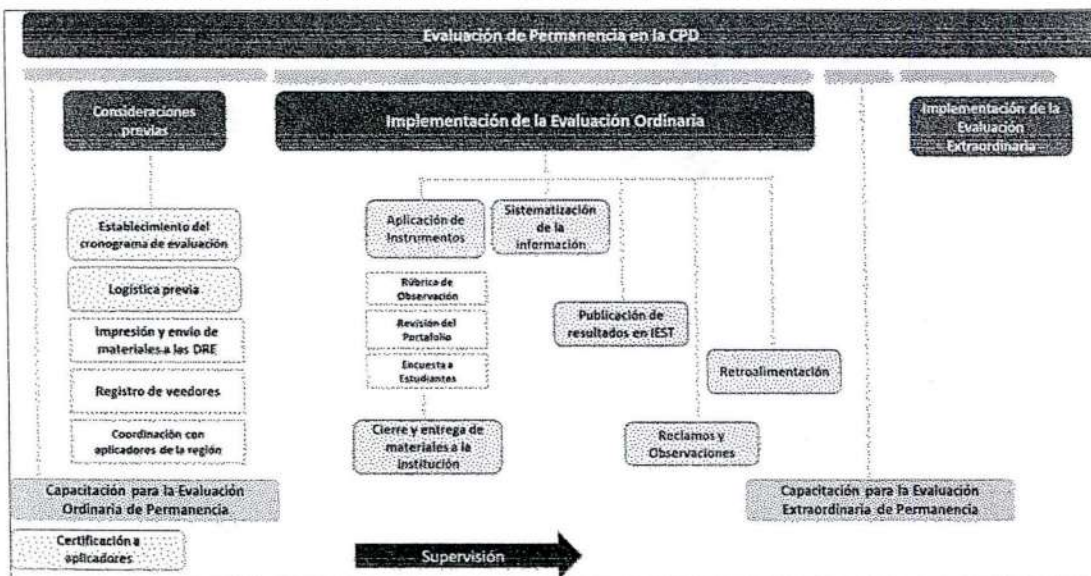 Evaluación de Permanencia en la CPD
Consideraciones
previas
Implementación de la Evaluación Ordinaria
Implementación de la
Evaluación
Extraordinaria
Establecimiento del
cronograma de evaluación
Logística previa
Impresión y envío de
materiales a las DRE
Registro de veedores
Coordinación con
aplicadores de la región
Aplicación de
Instrumentos
Rúbrica de
Observación
Revisión del
Portafolio
Encuesta a
Estudiantes
Cierre y entrega de
materiales a la
Institución
Sistematización
de la
información
Publicación de
resultados en IEST
Reclamos y
Observaciones
Retroalimentación
Capacitación para la Evaluación
Ordinaria de Permanencia
Capacitación para la Evaluación
Extraordinaria de Permanencia
Certificación a
aplicadores
Supervisión